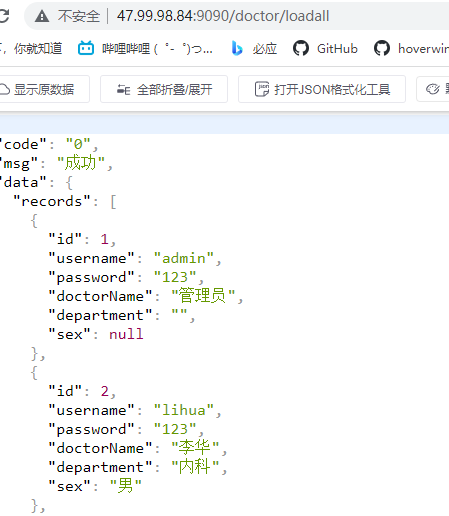 不安全 47.99.98.84:9090/doctor/loadall
你就知道 哔哩哔哩 ( ゜- ゜)つ... 必应 GitHub hoverwin
显示原数据 全部折叠/展开 打开JSON格式化工具
"code": "0",
"msg": "成功",
"data": {
"records": [
{
"id": 1,
"username": "admin",
"password": "123",
"doctorName": "管理员",
"department": "",
"sex": null
},
{
"id": 2,
"username": "lihua",
"password": "123",
"doctorName": "李华",
"department": "内科",
"sex": "男"
},